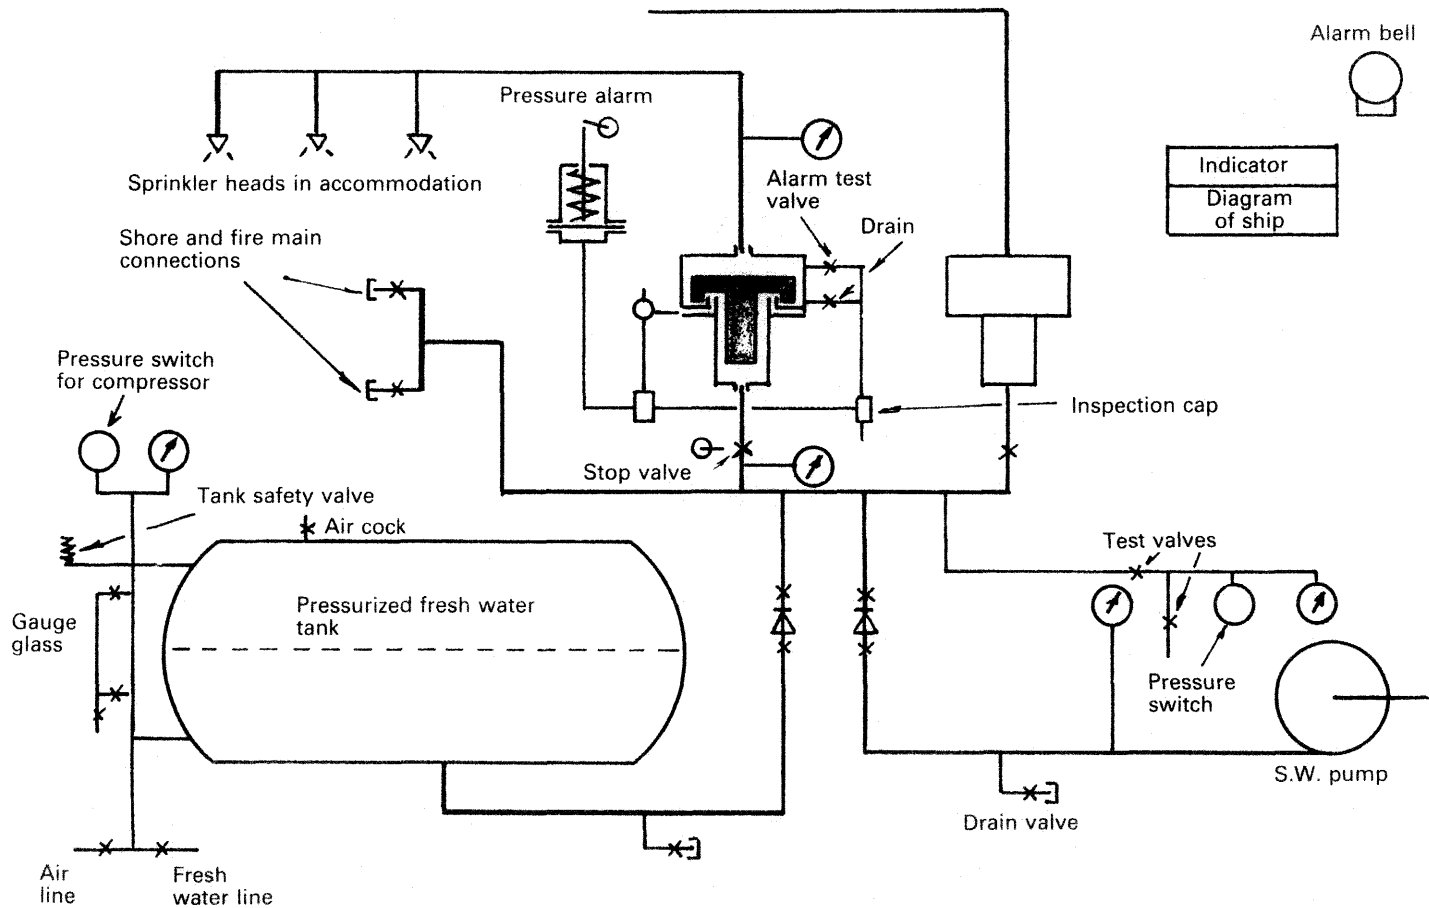 Alarm bell
Pressure alarm
Indicator
Diagram
of ship
Sprinkler heads in accommodation
Alarm test
valve
Drain
Shore and fire main
connections
Pressure switch
for compressor
Inspection cap
Stop valve
Tank safety valve
Air cock
Test valves
Gauge
glass
Pressurized fresh water
tank
Pressure
switch
S.W. pump
Drain valve
Air
line
Fresh
water line